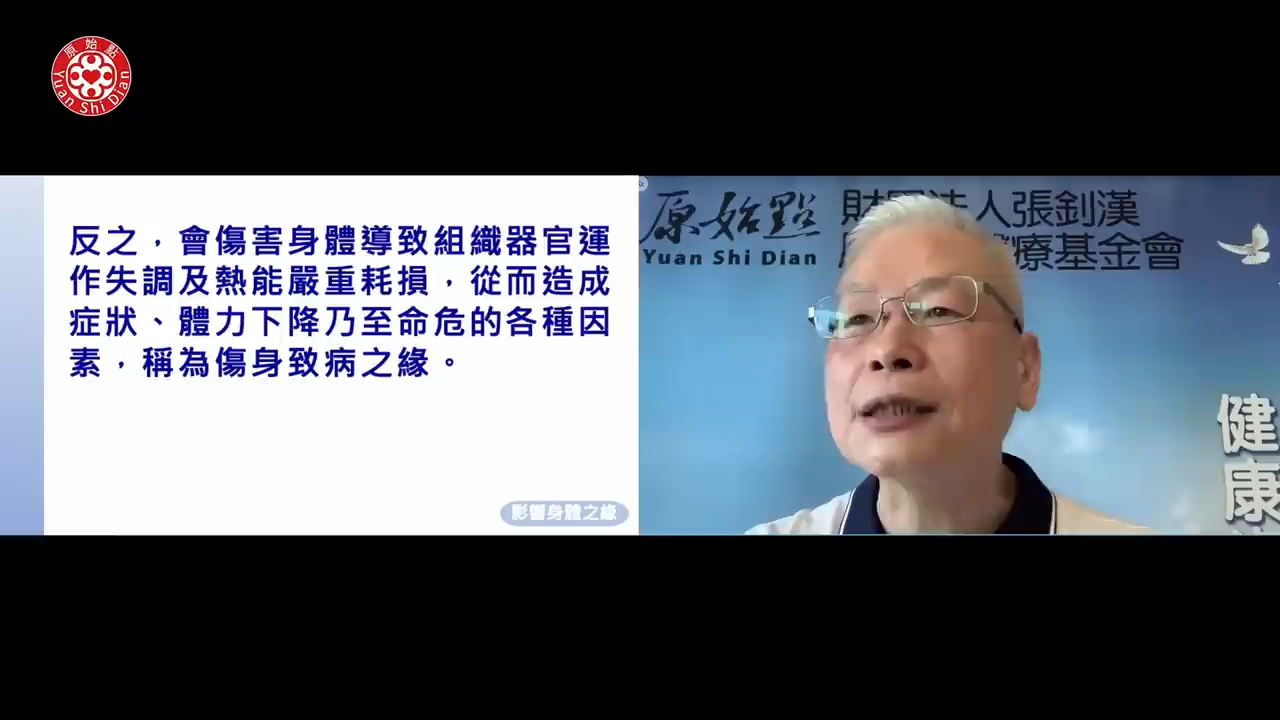 原始點
Yuan Shi Dian
反之，會傷害身體導致組織器官運
作失調及熱能嚴重耗損，從而造成
症狀、體力下降乃至命危的各種因
素，稱為傷身致病之緣。
影響身體之緣
原始點
Yuan Shi Dian
財團法人張釗漢
療基金會
健康